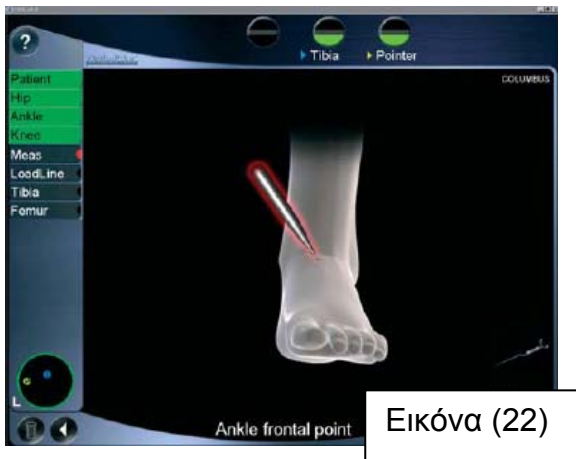 ?
Tibia
Pointer
COLUMBUS
Patient
Hip
Ankle
Knee
Meas
LoadLine
Tibia
Femur
L
Ankle frontal point
Εικόνα (22)